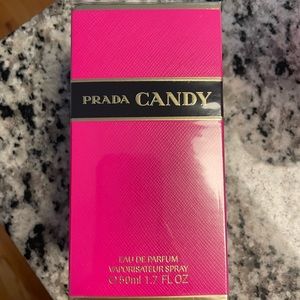 PRADA CANDY
EAU DE PARFUM
VAPORISATEUR SPRAY
℮ 50ml 1.7 FL OZ